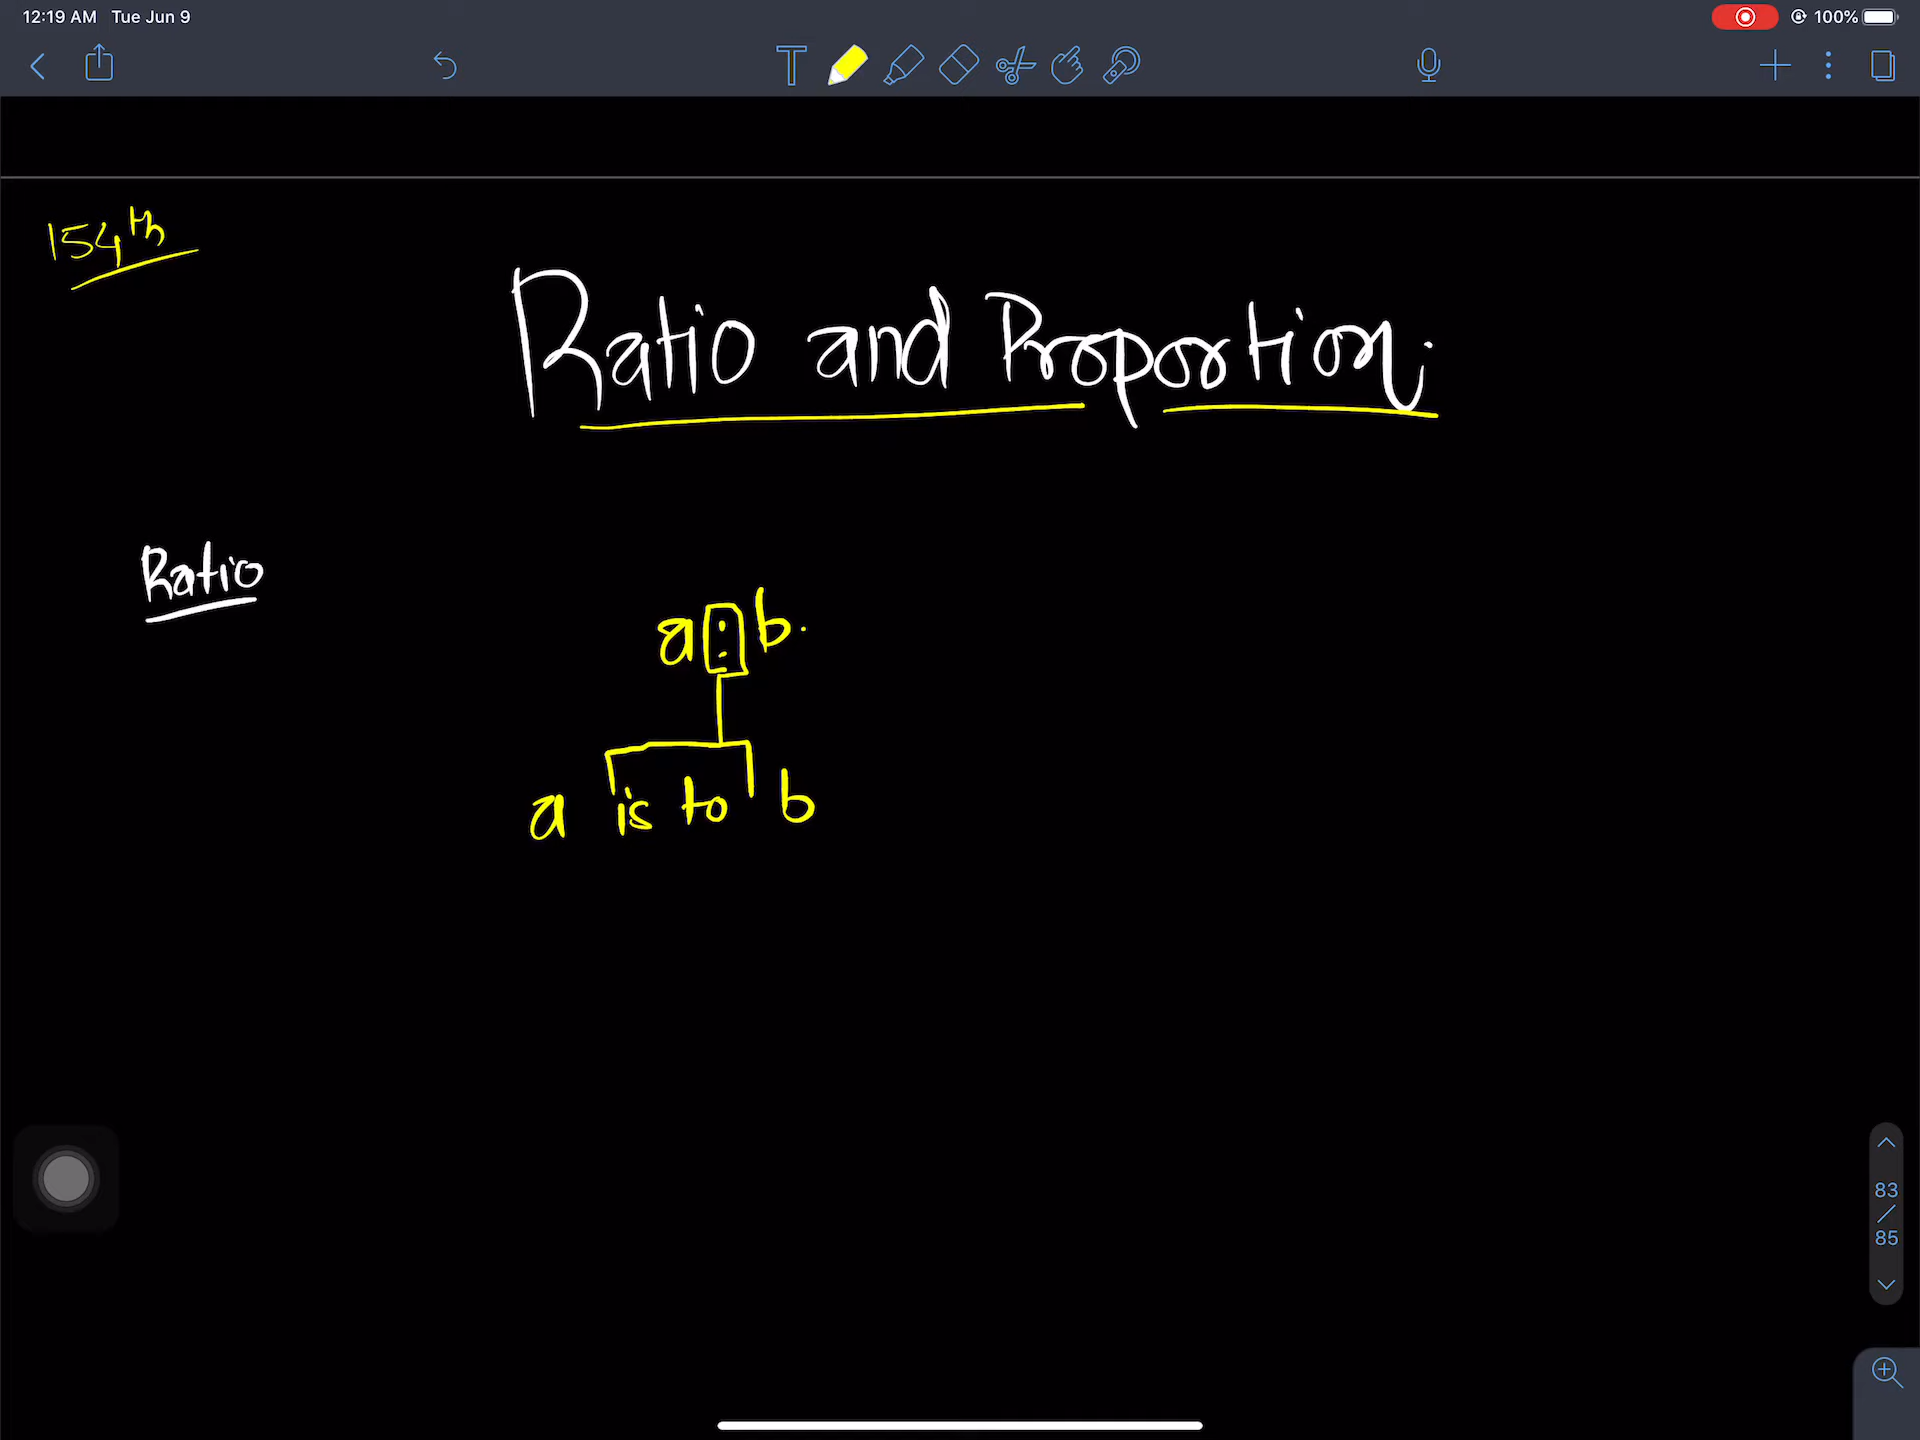 12:19 AM Tue Jun 9
100%
T
154th
Ratio and Proportion.
Ratio
a : b.
a is to b
83
/
85